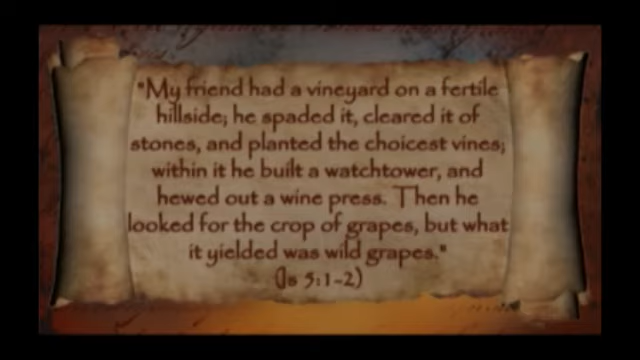 "My friend had a vineyard on a fertile
hillside; he spaded it, cleared it of
stones, and planted the choicest vines;
within it he built a watchtower, and
hewed out a wine press. Then he
looked for the crop of grapes, but what
it yielded was wild grapes."
(Is 5:1-2)